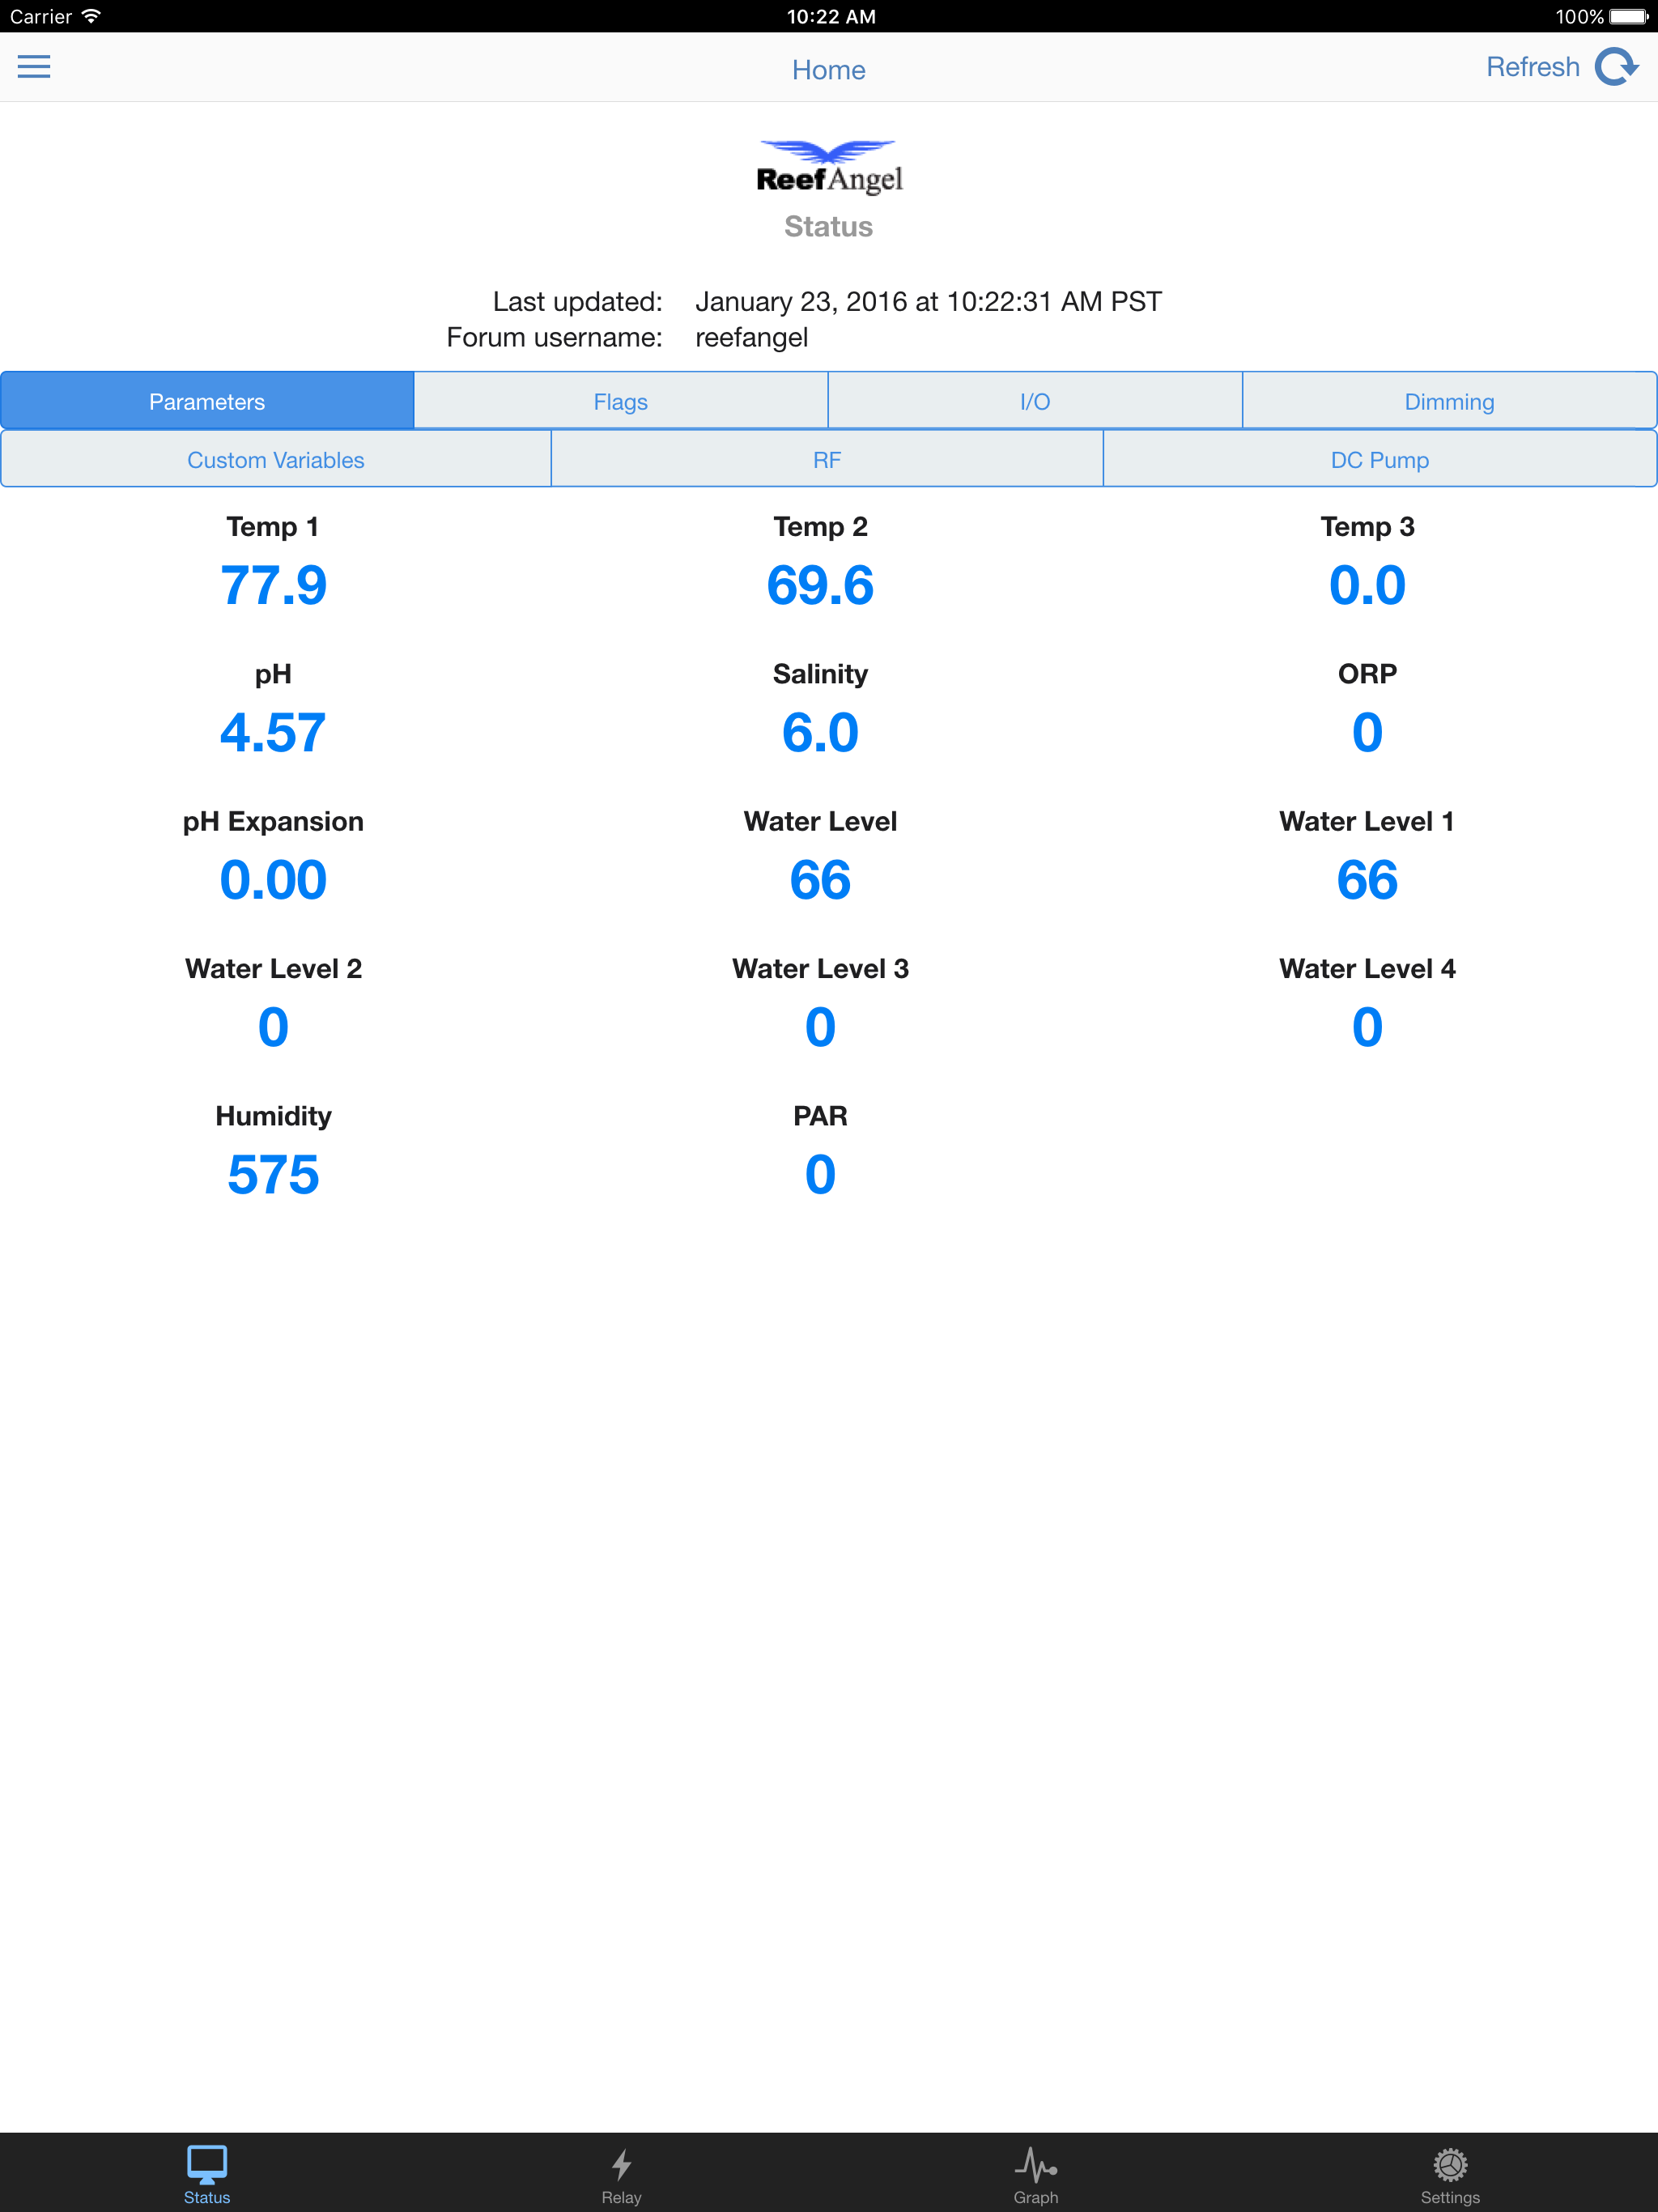 Carrier 10:22 AM 100%
Home Refresh
ReefAngel
Status
Last updated: January 23, 2016 at 10:22:31 AM PST
Forum username: reefangel
Parameters Flags I/O Dimming
Custom Variables RF DC Pump
Temp 1 Temp 2 Temp 3
77.9 69.6 0.0
pH Salinity ORP
4.57 6.0 0
pH Expansion Water Level Water Level 1
0.00 66 66
Water Level 2 Water Level 3 Water Level 4
0 0 0
Humidity PAR
575 0
Status Relay Graph Settings